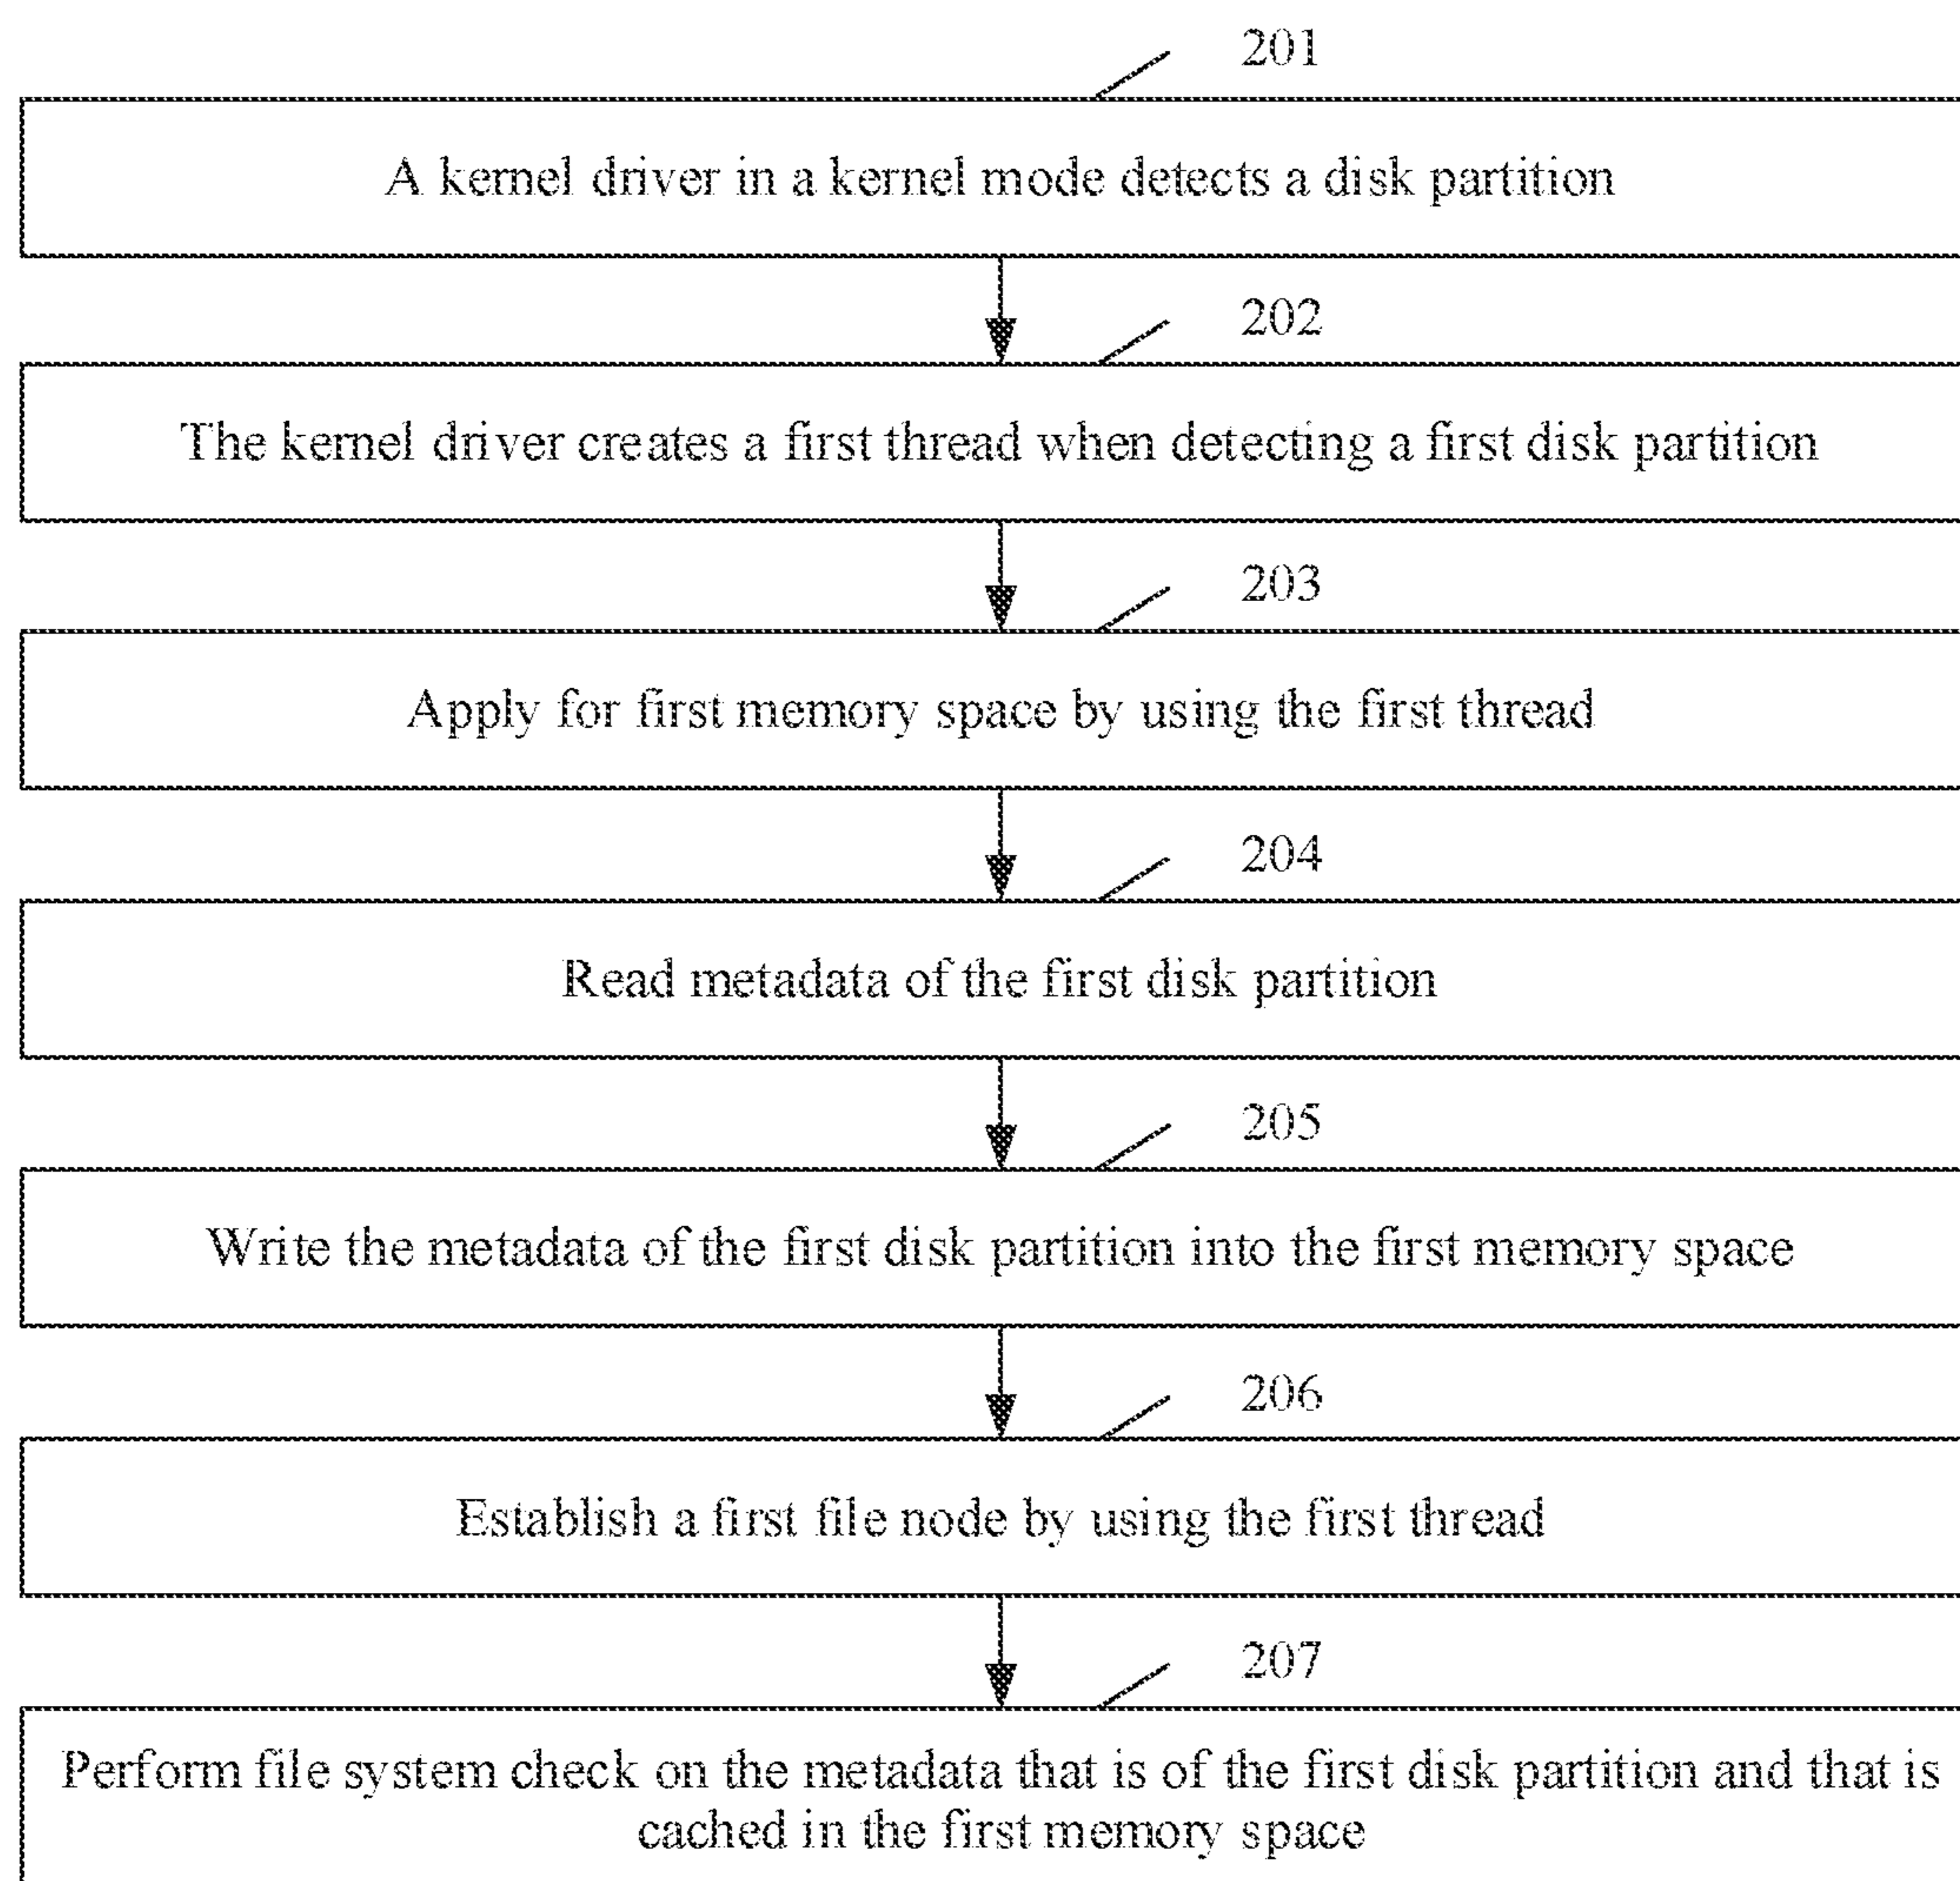 201
A kernel driver in a kernel mode detects a disk partition
202
The kernel driver creates a first thread when detecting a first disk partition
203
Apply for first memory space by using the first thread
204
Read metadata of the first disk partition
205
Write the metadata of the first disk partition into the first memory space
206
Establish a first file node by using the first thread
207
Perform file system check on the metadata that is of the first disk partition and that is
cached in the first memory space